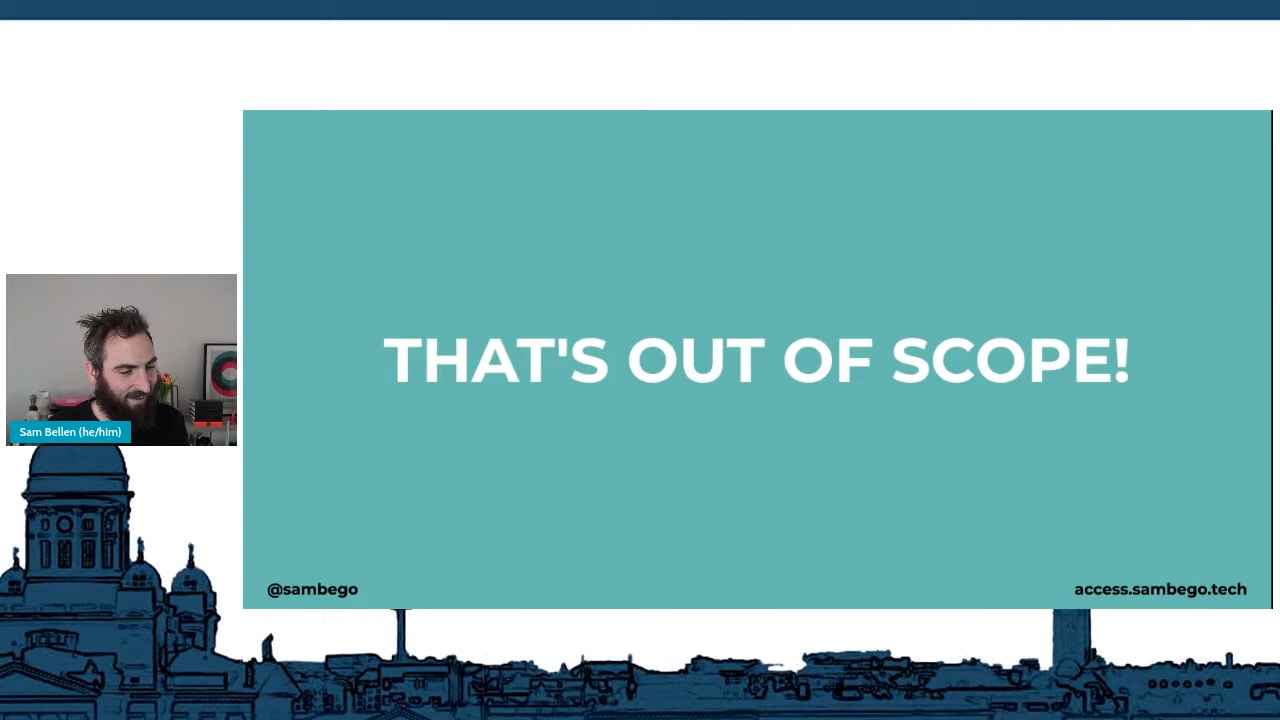 THAT'S OUT OF SCOPE!
Sam Bellen (he/him)
@sambego
access.sambego.tech